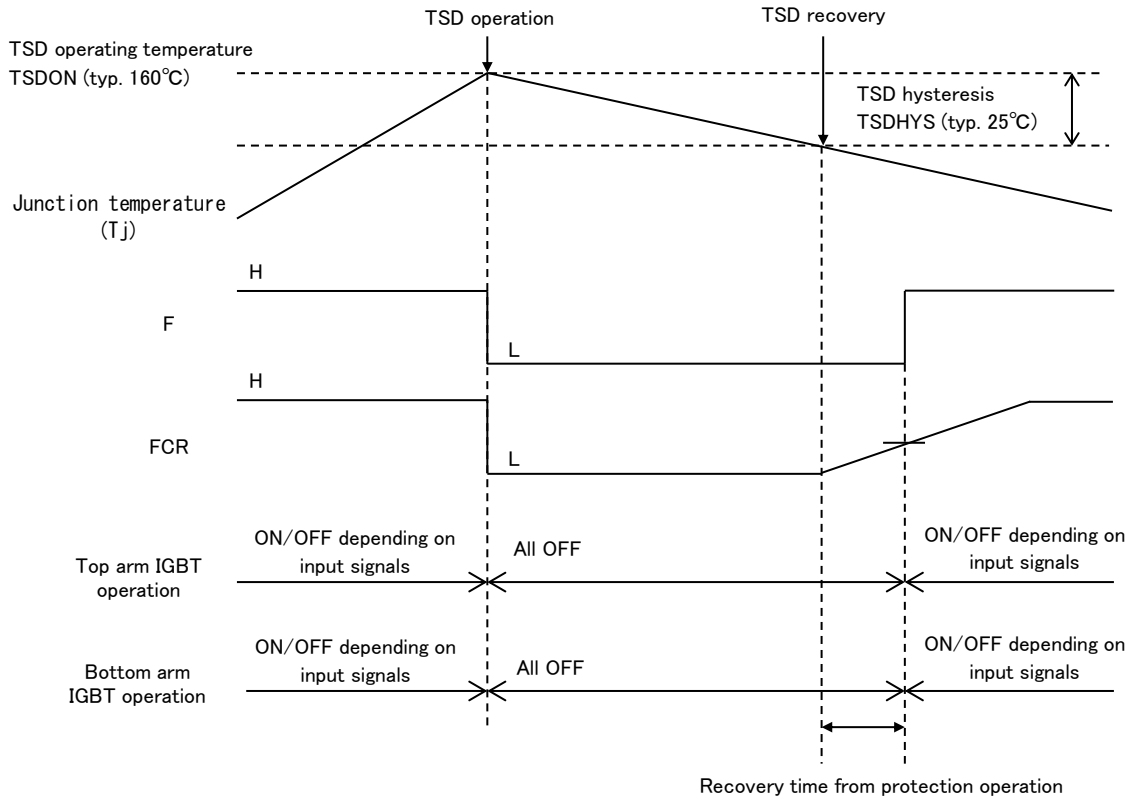 TSD operation
TSD recovery
TSD operating temperature
TSDON (typ. 160℃)
TSD hysteresis
TSDHYS (typ. 25℃)
Junction temperature
(Tj)
H
F
L
H
FCR
L
ON/OFF depending on
input signals
All OFF
ON/OFF depending on
input signals
Top arm IGBT
operation
ON/OFF depending on
input signals
All OFF
ON/OFF depending on
input signals
Bottom arm
IGBT operation
Recovery time from protection operation